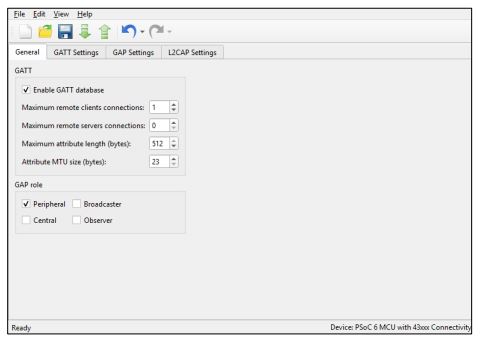 File Edit View Help
General GATT Settings GAP Settings L2CAP Settings
GATT
Enable GATT database
Maximum remote clients connections: 1
Maximum remote servers connections: 0
Maximum attribute length (bytes): 512
Attribute MTU size (bytes): 23
GAP role
Peripheral Broadcaster
Central Observer
Ready Device: PSoC 6 MCU with 43xxx Connectivity